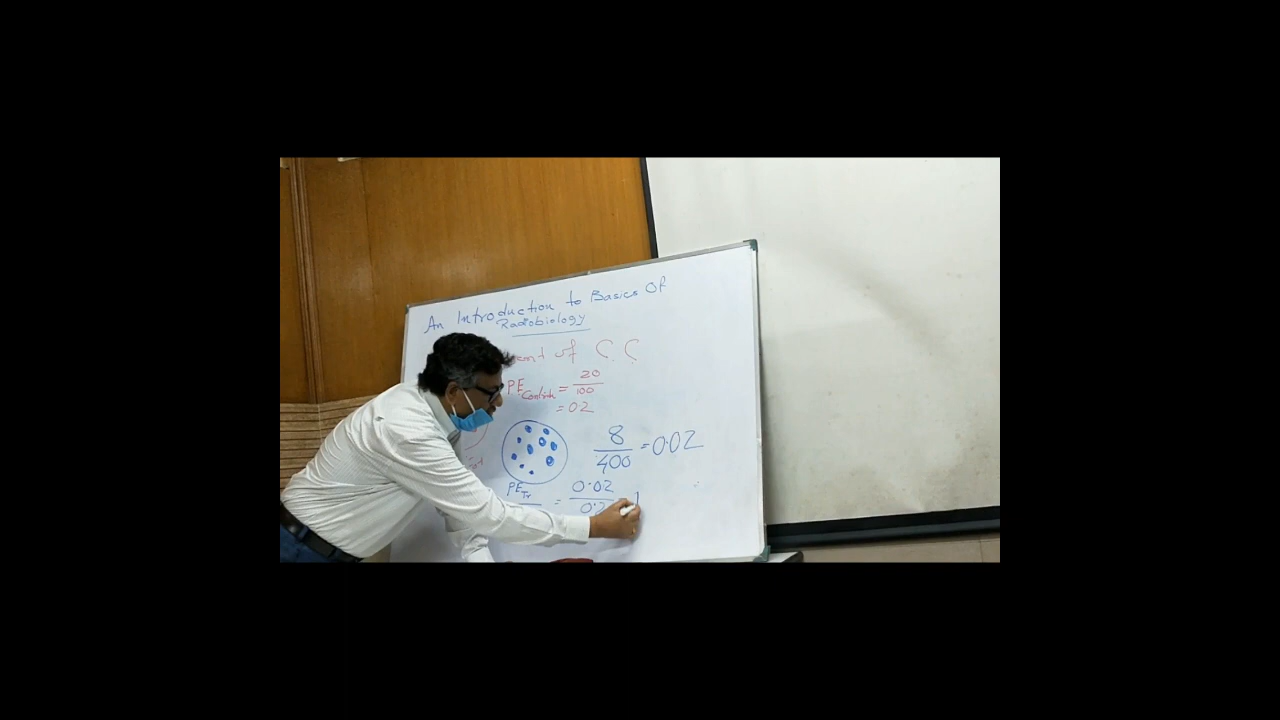 An Introduction to Basics Of
Radiobiology
of
PE = 20
100
= 02
8
400
= 0.02
PE Tr = 0.02
0.2